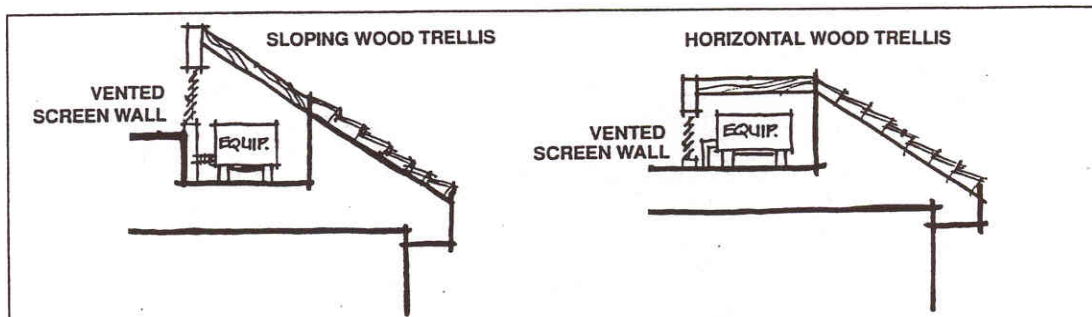 SLOPING WOOD TRELLIS
VENTED
SCREEN WALL
EQUIP.
HORIZONTAL WOOD TRELLIS
VENTED
SCREEN WALL
EQUIP.